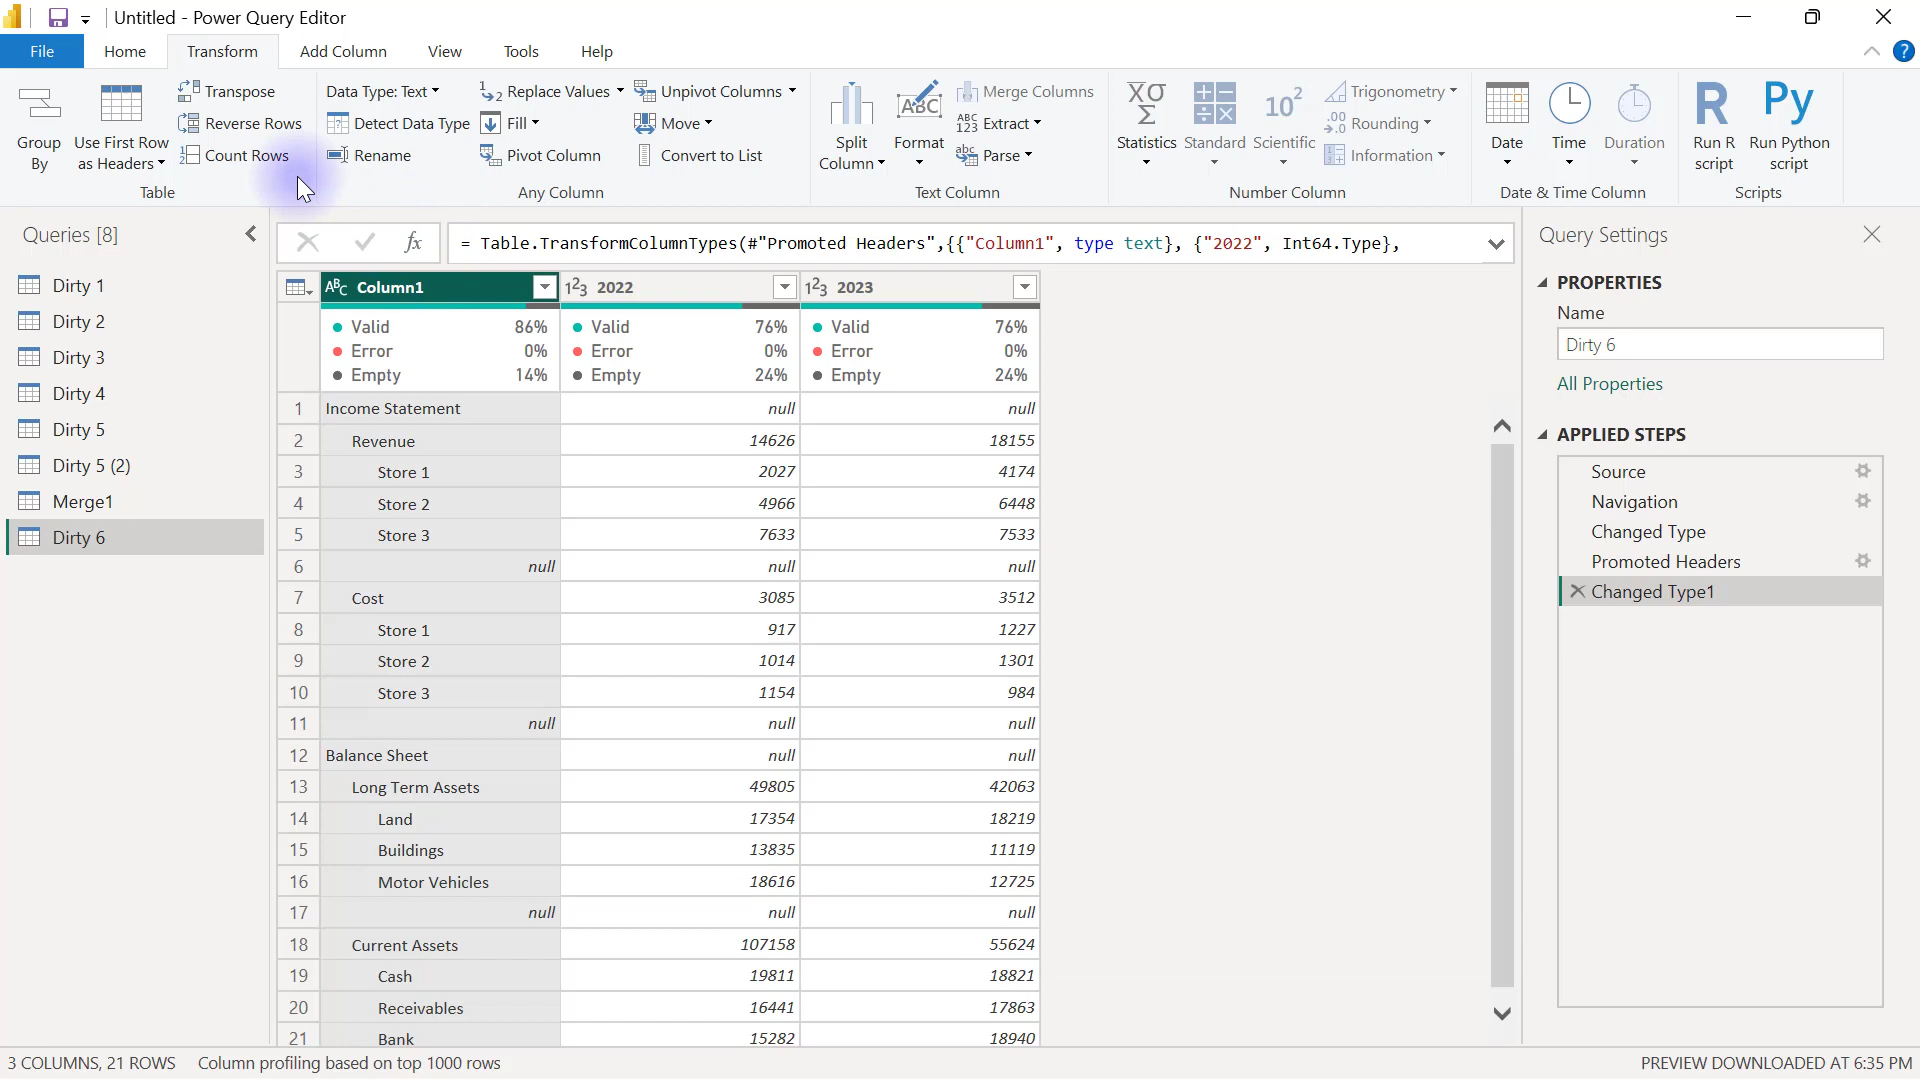 Untitled - Power Query Editor
File Home Transform Add Column View Tools Help
Group By
Use First Row as Headers
Transpose
Reverse Rows
Count Rows
Table
Data Type: Text
Detect Data Type
Rename
Replace Values
Fill
Pivot Column
Unpivot Columns
Move
Convert to List
Any Column
Split Column
Format
ABC
Merge Columns
ABC 123 Extract
abc Parse
Text Column
Χσ Σ Statistics
Standard
10² Scientific
Trigonometry
.00 Rounding
Information
Number Column
Date
Time
Duration
Date & Time Column
R Run R script
Py Run Python script
Scripts
Queries [8]
Dirty 1
Dirty 2
Dirty 3
Dirty 4
Dirty 5
Dirty 5 (2)
Merge1
Dirty 6
fx = Table.TransformColumnTypes(#"Promoted Headers",{{"Column1", type text}, {"2022", Int64.Type},
ABC Column1 123 2022 123 2023
Valid 86% Valid 76% Valid 76%
Error 0% Error 0% Error 0%
Empty 14% Empty 24% Empty 24%
1 Income Statement null null
2 Revenue 14626 18155
3 Store 1 2027 4174
4 Store 2 4966 6448
5 Store 3 7633 7533
6 null null null
7 Cost 3085 3512
8 Store 1 917 1227
9 Store 2 1014 1301
10 Store 3 1154 984
11 null null null
12 Balance Sheet null null
13 Long Term Assets 49805 42063
14 Land 17354 18219
15 Buildings 13835 11119
16 Motor Vehicles 18616 12725
17 null null null
18 Current Assets 107158 55624
19 Cash 19811 18821
20 Receivables 16441 17863
21 Bank 15282 18940
Query Settings
PROPERTIES
Name
Dirty 6
All Properties
APPLIED STEPS
Source
Navigation
Changed Type
Promoted Headers
Changed Type1
3 COLUMNS, 21 ROWS Column profiling based on top 1000 rows
PREVIEW DOWNLOADED AT 6:35 PM